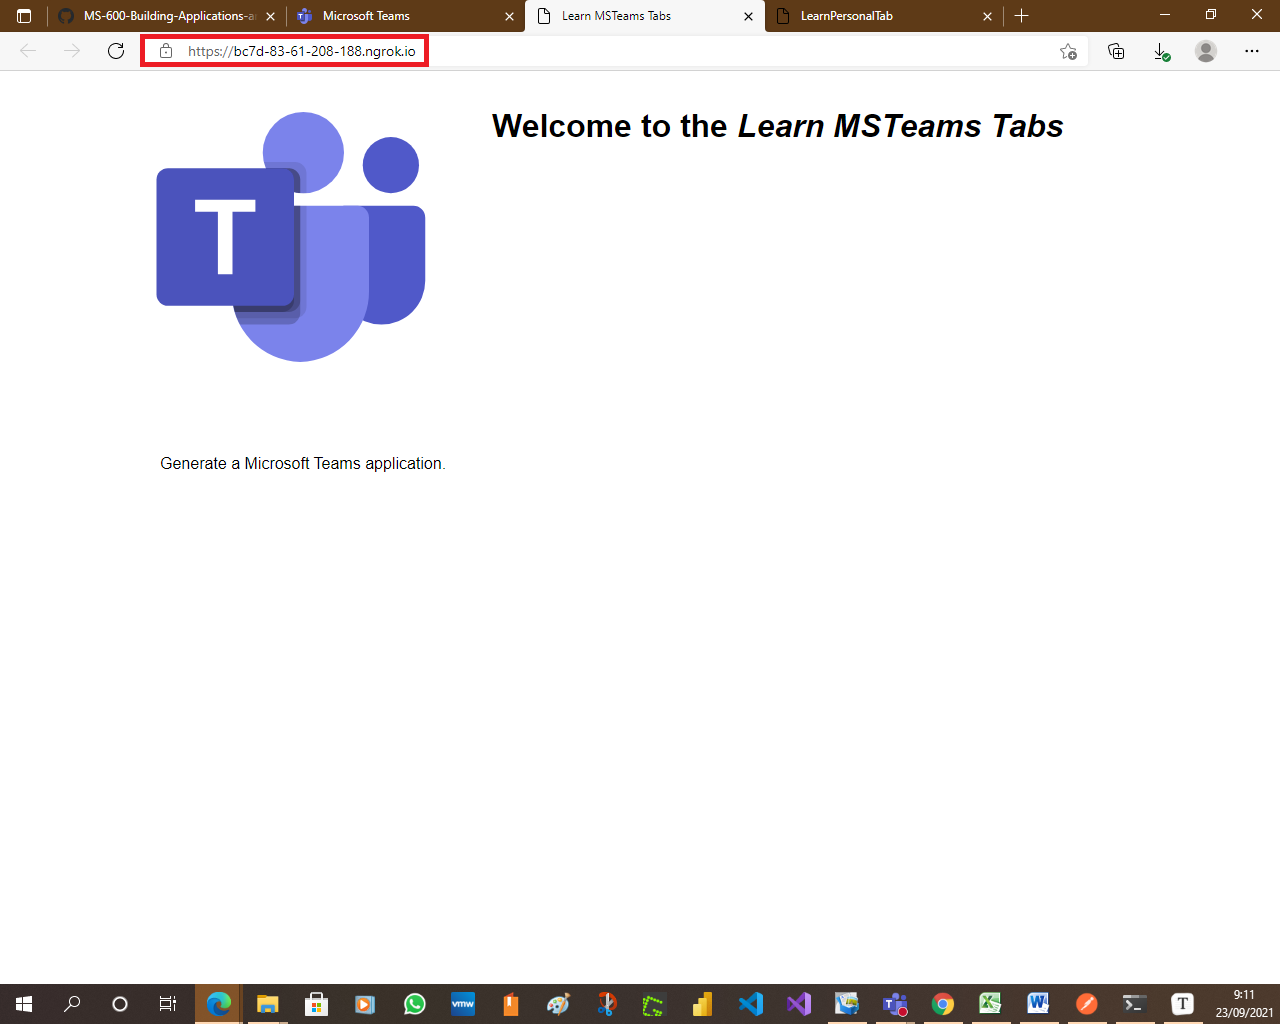 MS-600-Building-Applications-a
Microsoft Teams
Learn MSTeams Tabs
LearnPersonalTab
https://bc7d-83-61-208-188.ngrok.io
T
Welcome to the Learn MSTeams Tabs
Generate a Microsoft Teams application.
vmw
T
9:11
23/09/2021